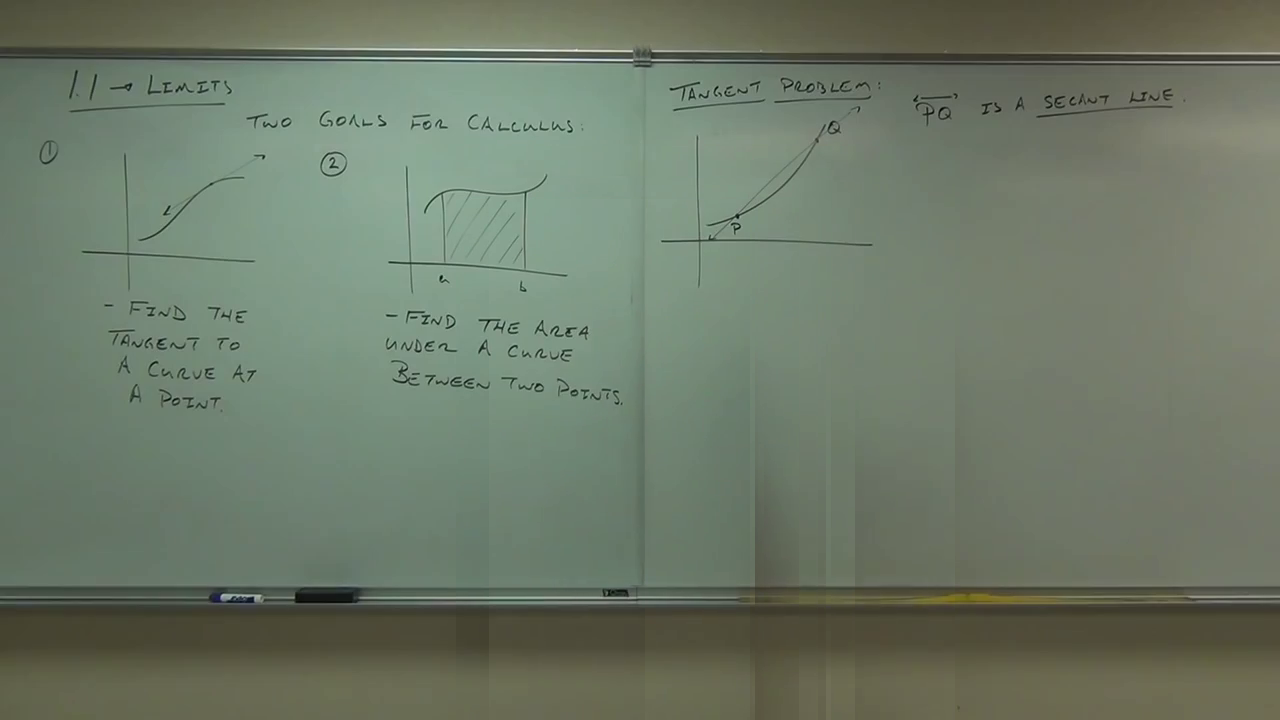 1.1 → LIMITS
TWO GOALS FOR CALCULUS:
①
②
a
b
- FIND THE
TANGENT TO
A CURVE AT
A POINT.
- FIND THE AREA
UNDER A CURVE
BETWEEN TWO POINTS.
TANGENT PROBLEM:
Q
P
PQ IS A SECANT LINE.
EXPO